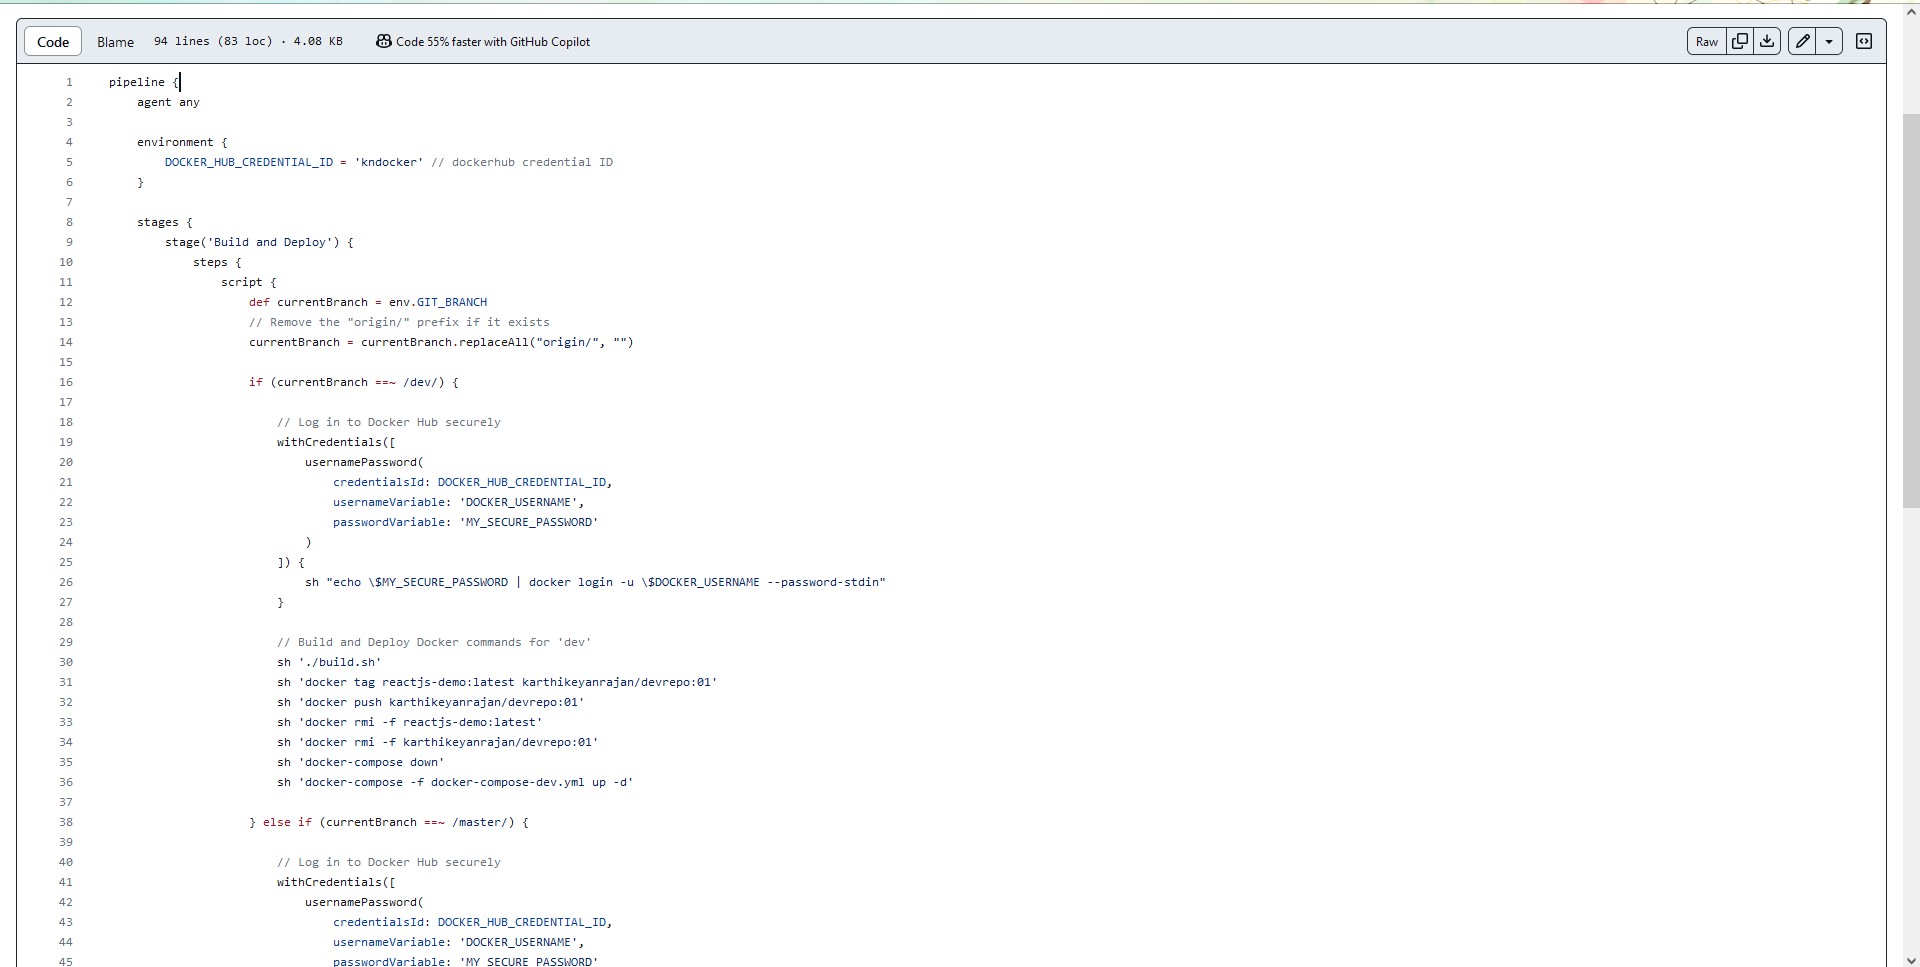 Code Blame 94 lines (83 loc) · 4.08 KB Code 55% faster with GitHub Copilot Raw
1 pipeline {
2     agent any
3
4     environment {
5         DOCKER_HUB_CREDENTIAL_ID = 'kndocker' // dockerhub credential ID
6     }
7
8     stages {
9         stage('Build and Deploy') {
10             steps {
11                 script {
12                     def currentBranch = env.GIT_BRANCH
13                     // Remove the "origin/" prefix if it exists
14                     currentBranch = currentBranch.replaceAll("origin/", "")
15
16                     if (currentBranch ==~ /dev/) {
17
18                         // Log in to Docker Hub securely
19                         withCredentials([
20                             usernamePassword(
21                                 credentialsId: DOCKER_HUB_CREDENTIAL_ID,
22                                 usernameVariable: 'DOCKER_USERNAME',
23                                 passwordVariable: 'MY_SECURE_PASSWORD'
24                             )
25                         ]) {
26                             sh "echo \$MY_SECURE_PASSWORD | docker login -u \$DOCKER_USERNAME --password-stdin"
27                         }
28
29                         // Build and Deploy Docker commands for 'dev'
30                         sh './build.sh'
31                         sh 'docker tag reactjs-demo:latest karthikeyanrajan/devrepo:01'
32                         sh 'docker push karthikeyanrajan/devrepo:01'
33                         sh 'docker rmi -f reactjs-demo:latest'
34                         sh 'docker rmi -f karthikeyanrajan/devrepo:01'
35                         sh 'docker-compose down'
36                         sh 'docker-compose -f docker-compose-dev.yml up -d'
37
38                     } else if (currentBranch ==~ /master/) {
39
40                         // Log in to Docker Hub securely
41                         withCredentials([
42                             usernamePassword(
43                                 credentialsId: DOCKER_HUB_CREDENTIAL_ID,
44                                 usernameVariable: 'DOCKER_USERNAME',
45                                 passwordVariable: 'MY_SECURE_PASSWORD'